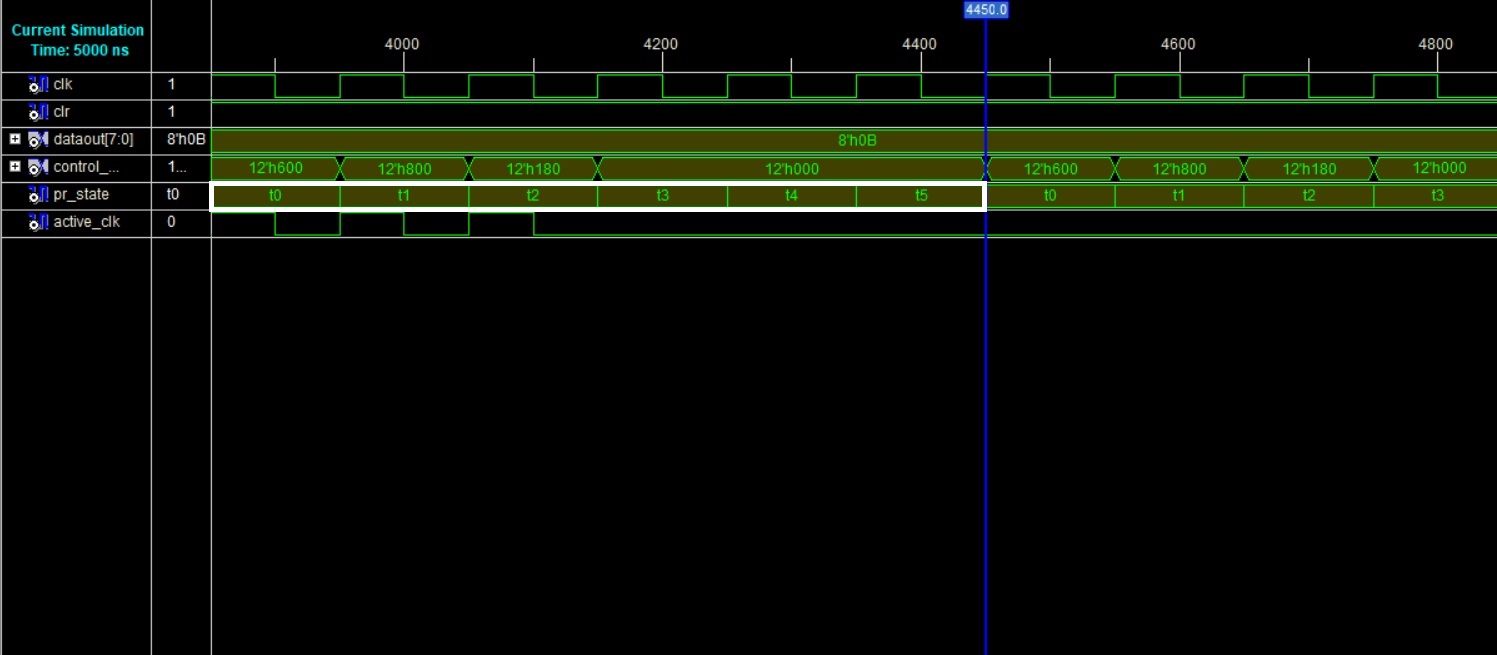 4450.0
Current Simulation
Time: 5000 ns
4000 4200 4400 4600 4800
clk 1
clr 1
dataout[7:0] 8'h0B 8'h0B
control_... 1... 12'h600 12'h800 12'h180 12'h000 12'h600 12'h800 12'h180 12'h000
pr_state t0 t0 t1 t2 t3 t4 t5 t0 t1 t2 t3
active_clk 0